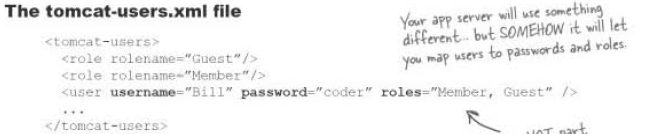 The tomcat-users.xml file
Your app server will use something
different... but SOMEHOW it will let
you map users to passwords and roles.
<tomcat-users>
<role rolename="Guest"/>
<role rolename="Member"/>
<user username="Bill" password="coder" roles="Member, Guest" />
...
</tomcat-users>
NOT part